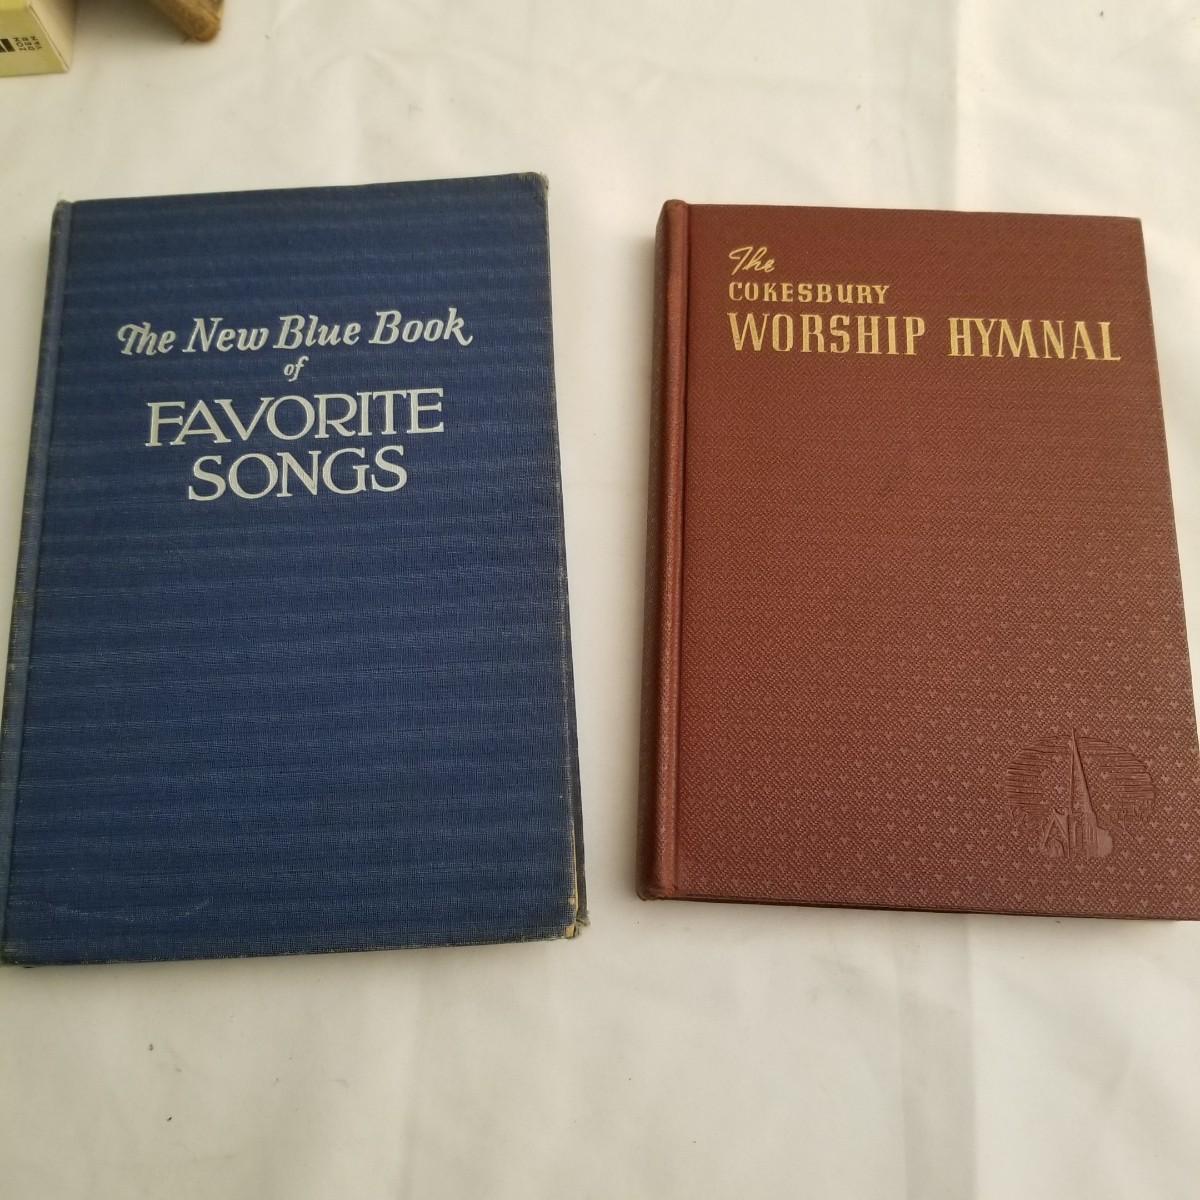 The New Blue Book
of
FAVORITE
SONGS
The
COKESBURY
WORSHIP HYMNAL